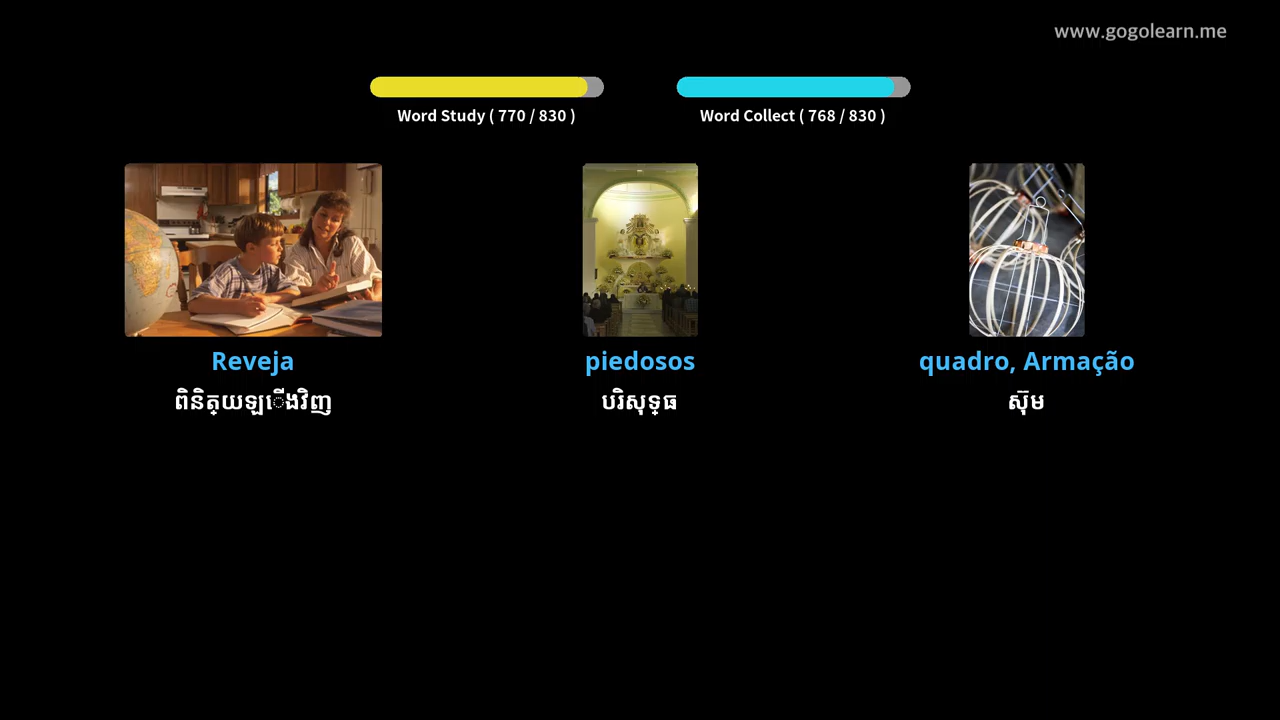 www.gogolearn.me
Word Study ( 770 / 830 )
Word Collect ( 768 / 830 )
Reveja
ពិនិត្យឡើងវិញ
piedosos
បរិសុទ្ធ
quadro, Armação
ស៊ុម